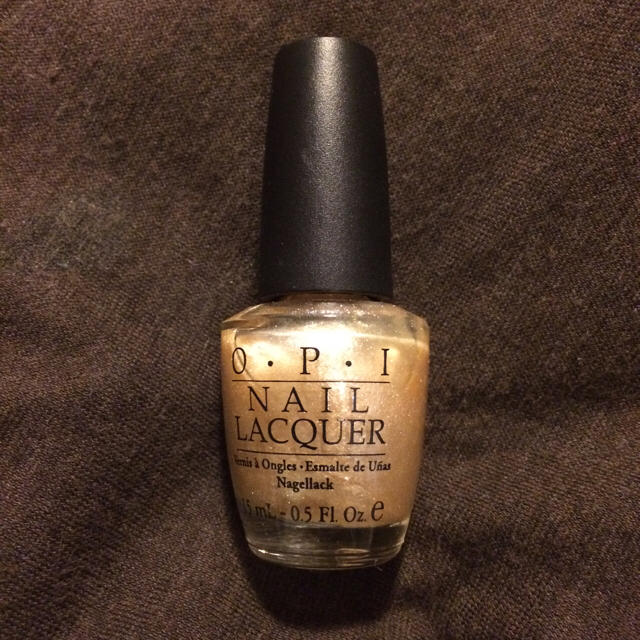 O · P · I
NAIL
LACQUER
Vernis à Ongles · Esmalte de Uñas
Nagellack
15 mL - 0.5 Fl. Oz. e